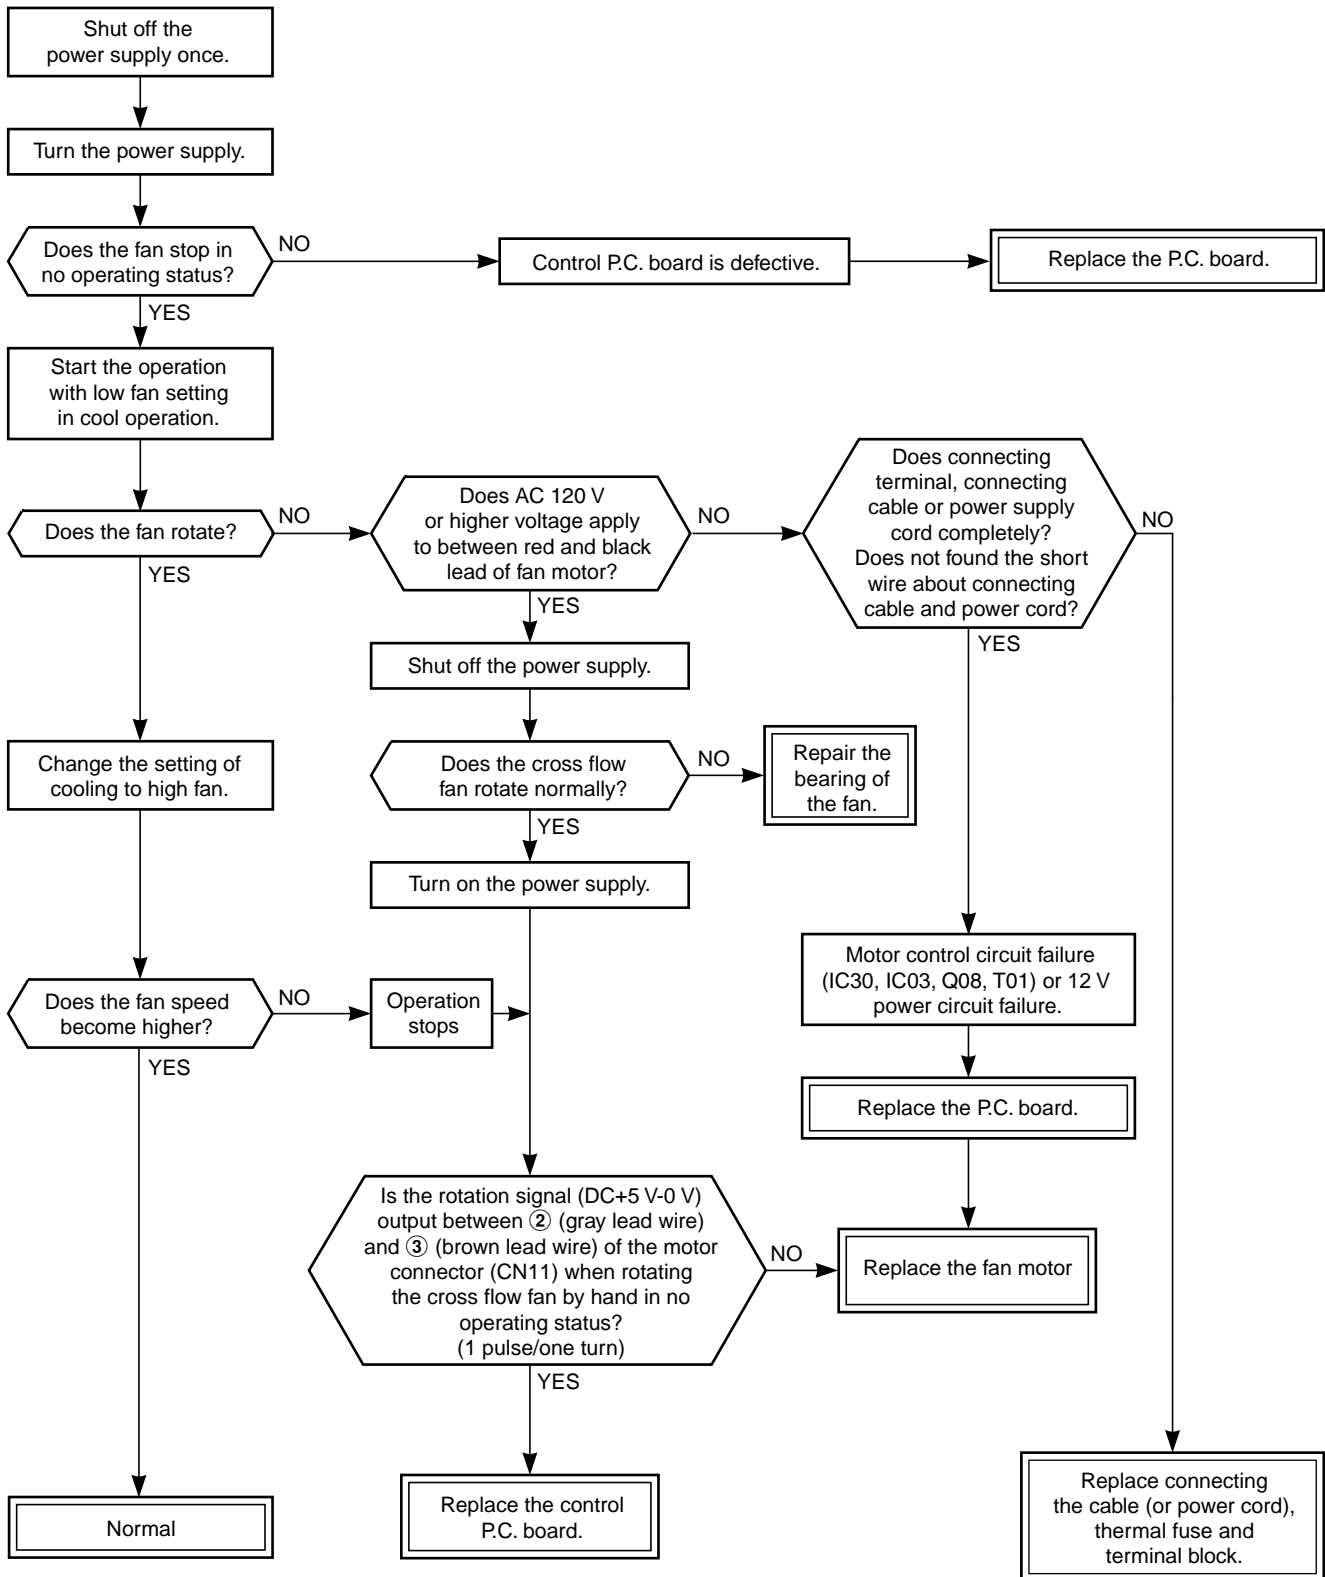 Shut off the
power supply once.
Turn the power supply.
Does the fan stop in
no operating status?
NO
Control P.C. board is defective.
Replace the P.C. board.
YES
Start the operation
with low fan setting
in cool operation.
Does the fan rotate?
NO
Does AC 120 V
or higher voltage apply
to between red and black
lead of fan motor?
NO
Does connecting
terminal, connecting
cable or power supply
cord completely?
Does not found the short
wire about connecting
cable and power cord?
NO
YES
YES
YES
Shut off the power supply.
Change the setting of
cooling to high fan.
Does the cross flow
fan rotate normally?
NO
Repair the
bearing of
the fan.
YES
Turn on the power supply.
Motor control circuit failure
(IC30, IC03, Q08, T01) or 12 V
power circuit failure.
Does the fan speed
become higher?
NO
Operation
stops
YES
Replace the P.C. board.
Is the rotation signal (DC+5 V-0 V)
output between ② (gray lead wire)
and ③ (brown lead wire) of the motor
connector (CN11) when rotating
the cross flow fan by hand in no
operating status?
(1 pulse/one turn)
NO
Replace the fan motor
YES
Normal
Replace the control
P.C. board.
Replace connecting
the cable (or power cord),
thermal fuse and
terminal block.